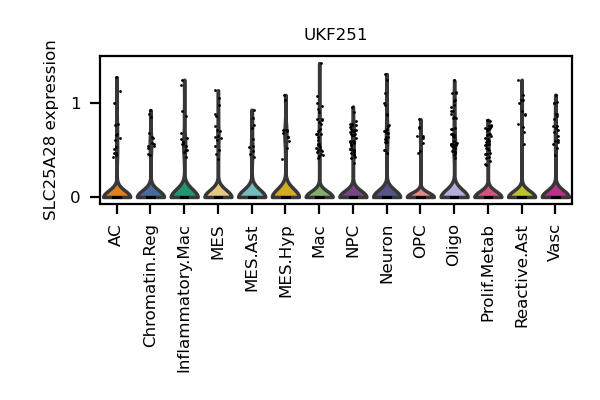 UKF251
SLC25A28 expression
1
0
AC
Chromatin.Reg
Inflammatory.Mac
MES
MES.Ast
MES.Hyp
Mac
NPC
Neuron
OPC
Oligo
Prolif.Metab
Reactive.Ast
Vasc